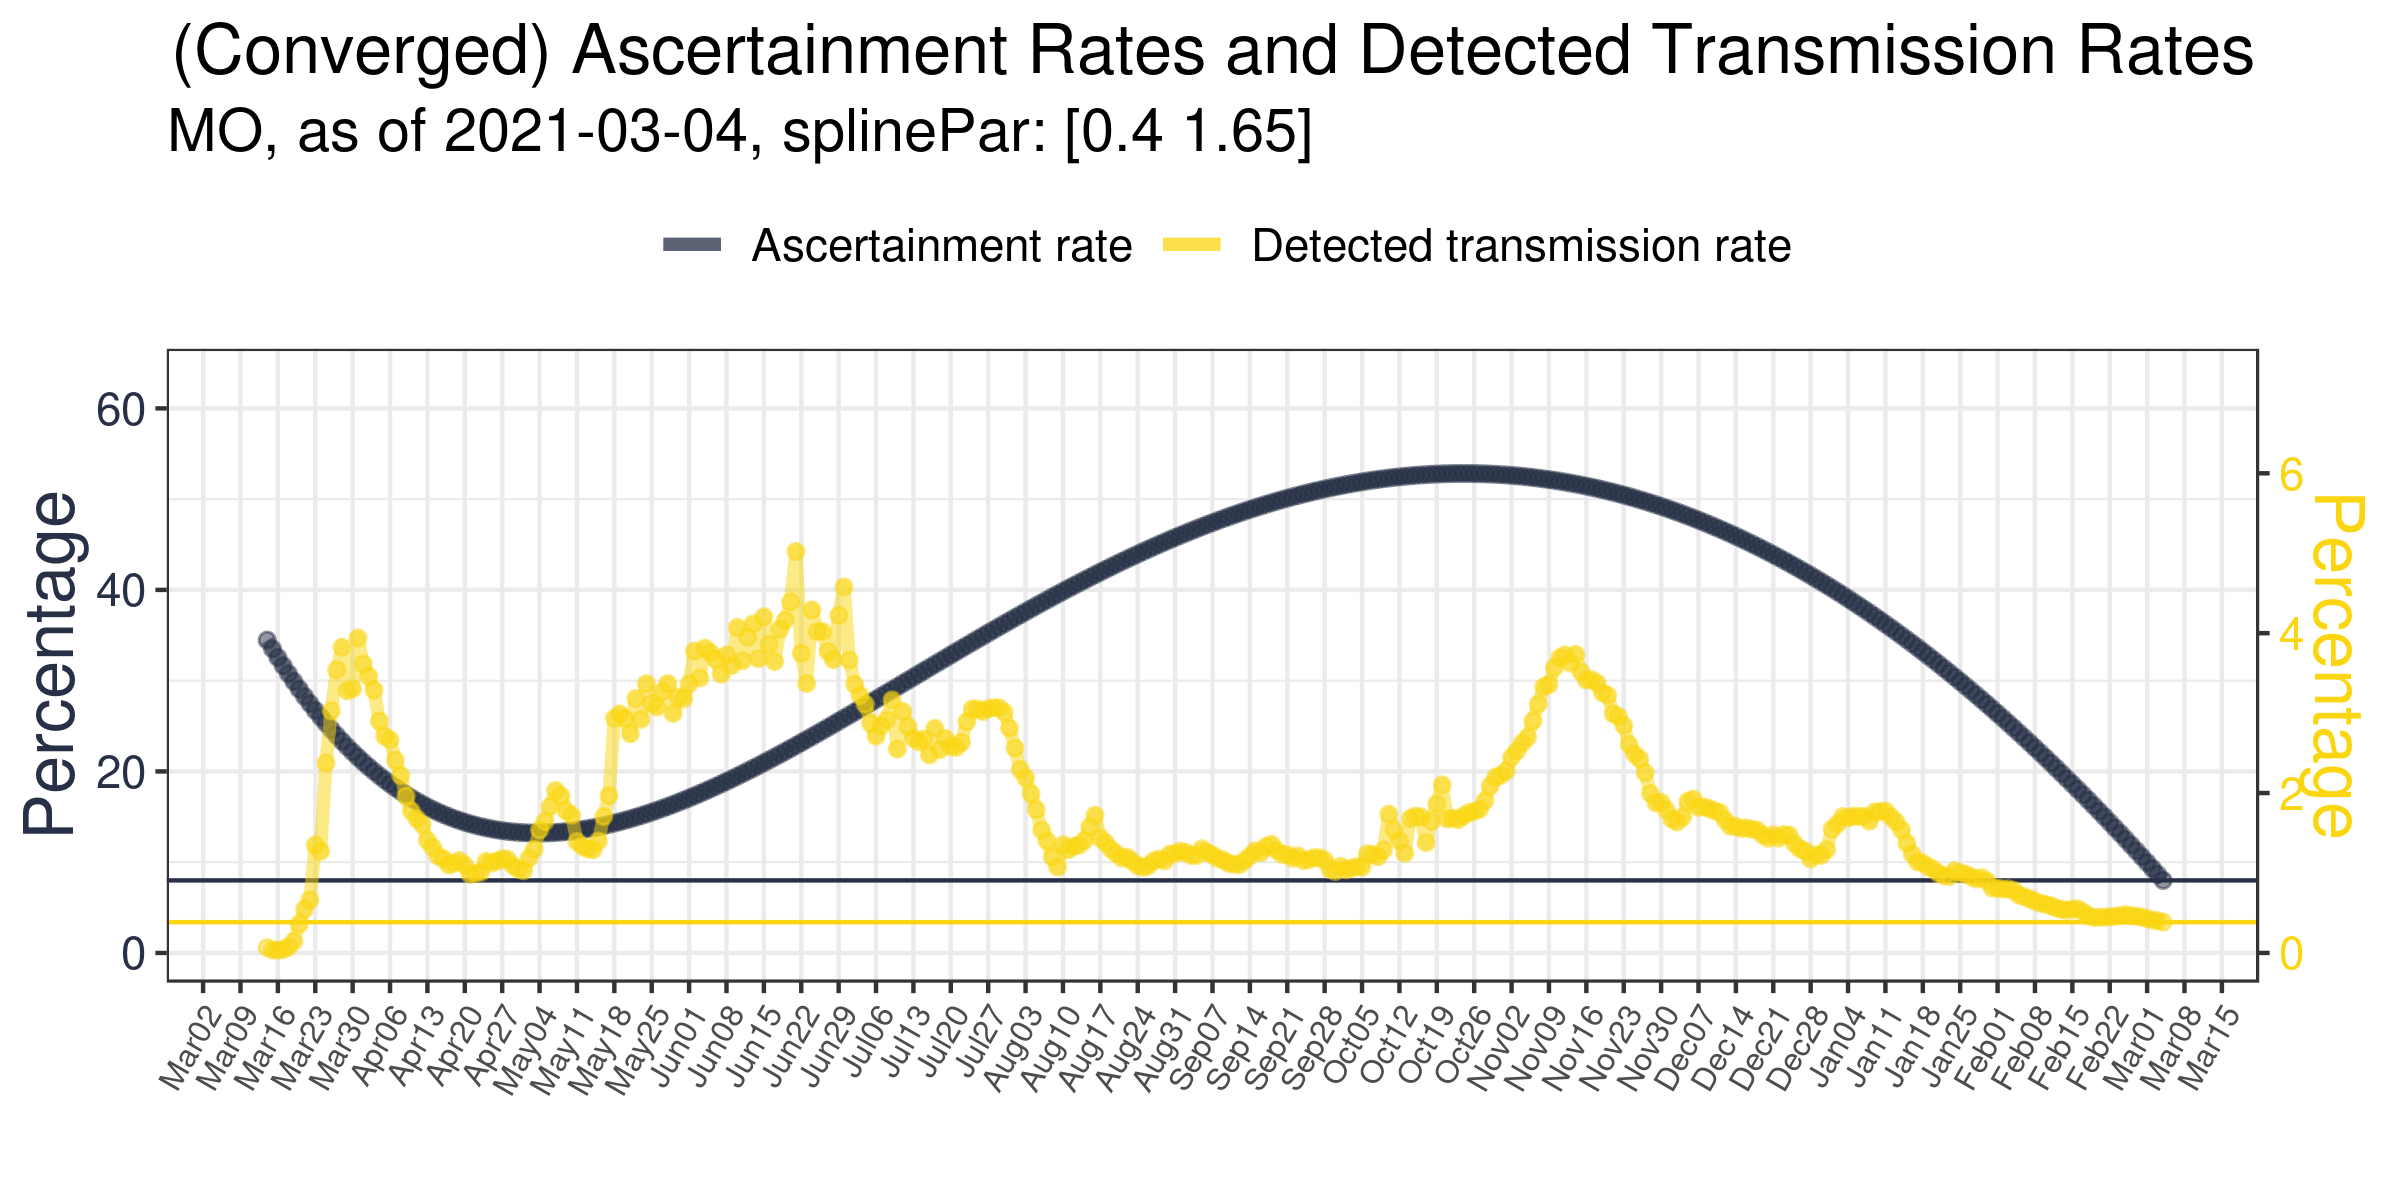 (Converged) Ascertainment Rates and Detected Transmission Rates
MO, as of 2021-03-04, splinePar: [0.4 1.65]
Ascertainment rate Detected transmission rate
Percentage
60
40
20
0
6
4
2
0
Percentage
Mar02 Mar09 Mar16 Mar23 Mar30 Apr06 Apr13 Apr20 Apr27 May04 May11 May18 May25 Jun01 Jun08 Jun15 Jun22 Jun29 Jul06 Jul13 Jul20 Jul27 Aug03 Aug10 Aug17 Aug24 Aug31 Sep07 Sep14 Sep21 Sep28 Oct05 Oct12 Oct19 Oct26 Nov02 Nov09 Nov16 Nov23 Nov30 Dec07 Dec14 Dec21 Dec28 Jan04 Jan11 Jan18 Jan25 Feb01 Feb08 Feb15 Feb22 Mar01 Mar08 Mar15